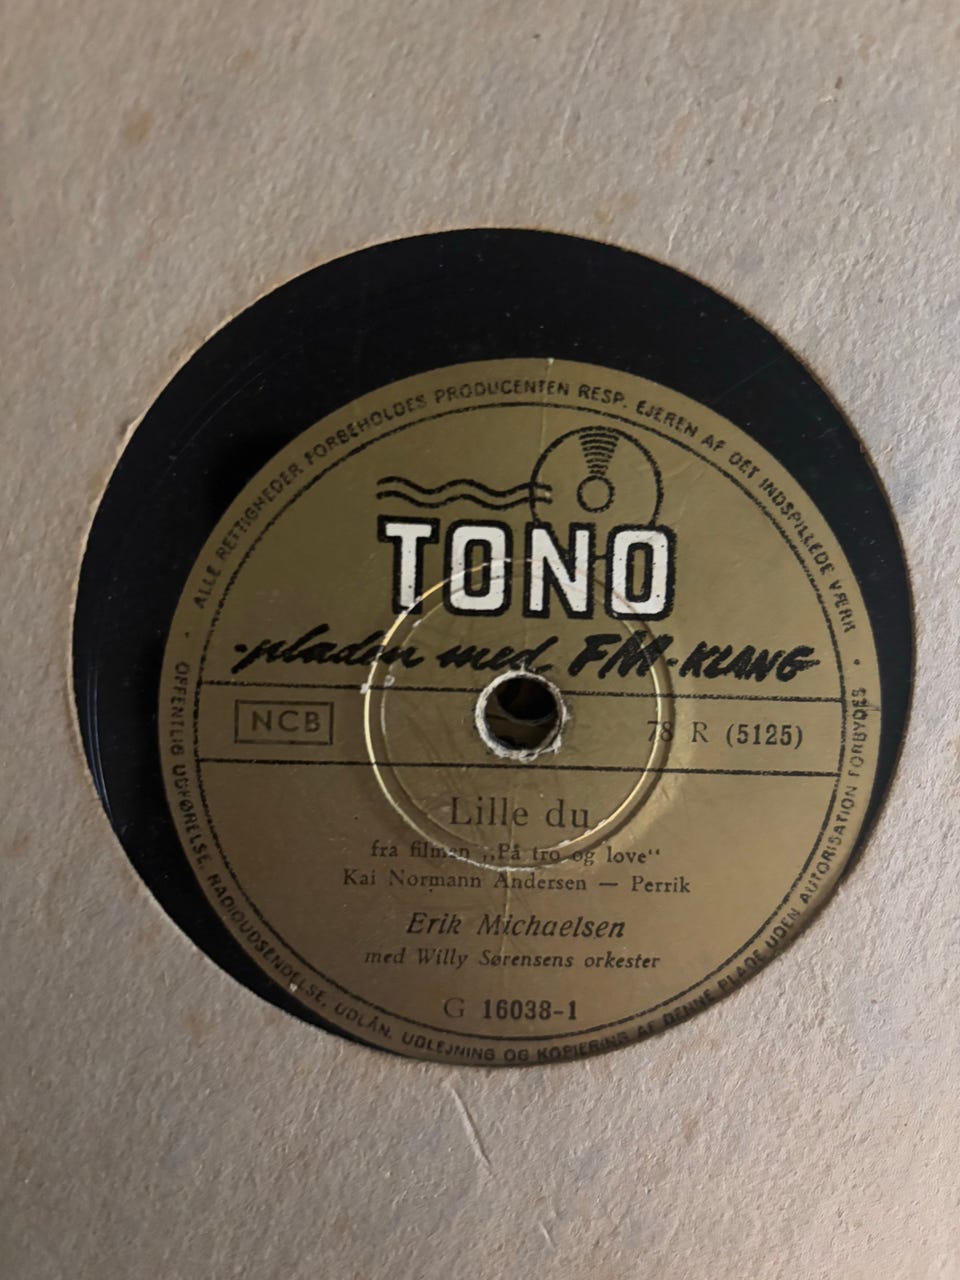 ALLE RETTIGHEDER FORBEHOLDES PRODUCENTEN RESP. EJEREN AF DET INDSPILLEDE VÆRK
TONO
-pladen med FM-KLANG
NCB
78 R (5125)
Lille du
fra filmen „På tro og love“
Kai Normann Andersen — Perrik
Erik Michaelsen
med Willy Sørensens orkester
G 16038-1
OFFENTLIG UDFØRELSE, RADIOUDSENDELSE, UDLÅN, UDLEJNING OG KOPIERING AF DENNE PLADE UDEN AUTORISATION FORBYDES